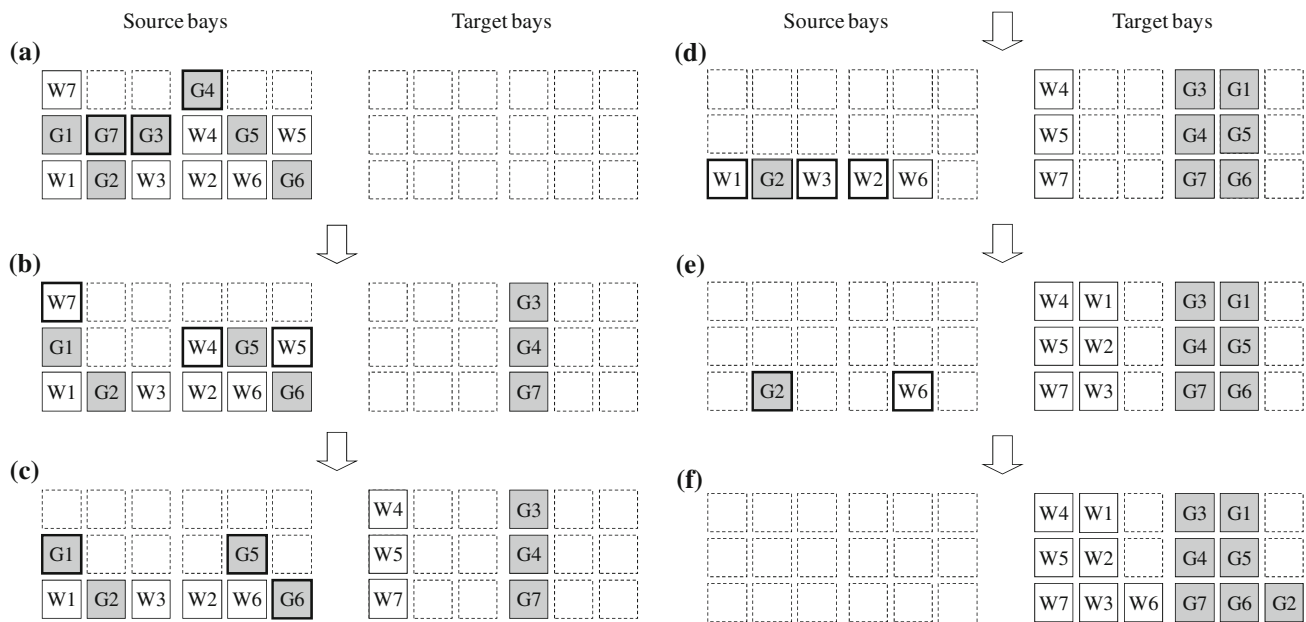 Source bays Target bays
(a)
W7 G4
G1 G7 G3 W4 G5 W5
W1 G2 W3 W2 W6 G6
(b)
W7 G3
G1 W4 G5 W5 G4
W1 G2 W3 W2 W6 G6 G7
(c)
W4 G3
G1 G5 W5 G4
W1 G2 W3 W2 W6 G6 W7 G7
Source bays Target bays
(d)
W4 G3 G1
W5 G4 G5
W1 G2 W3 W2 W6 W7 G7 G6
(e)
W4 W1 G3 G1
W5 W2 G4 G5
G2 W6 W7 W3 G7 G6
(f)
W4 W1 G3 G1
W5 W2 G4 G5
W7 W3 W6 G7 G6 G2